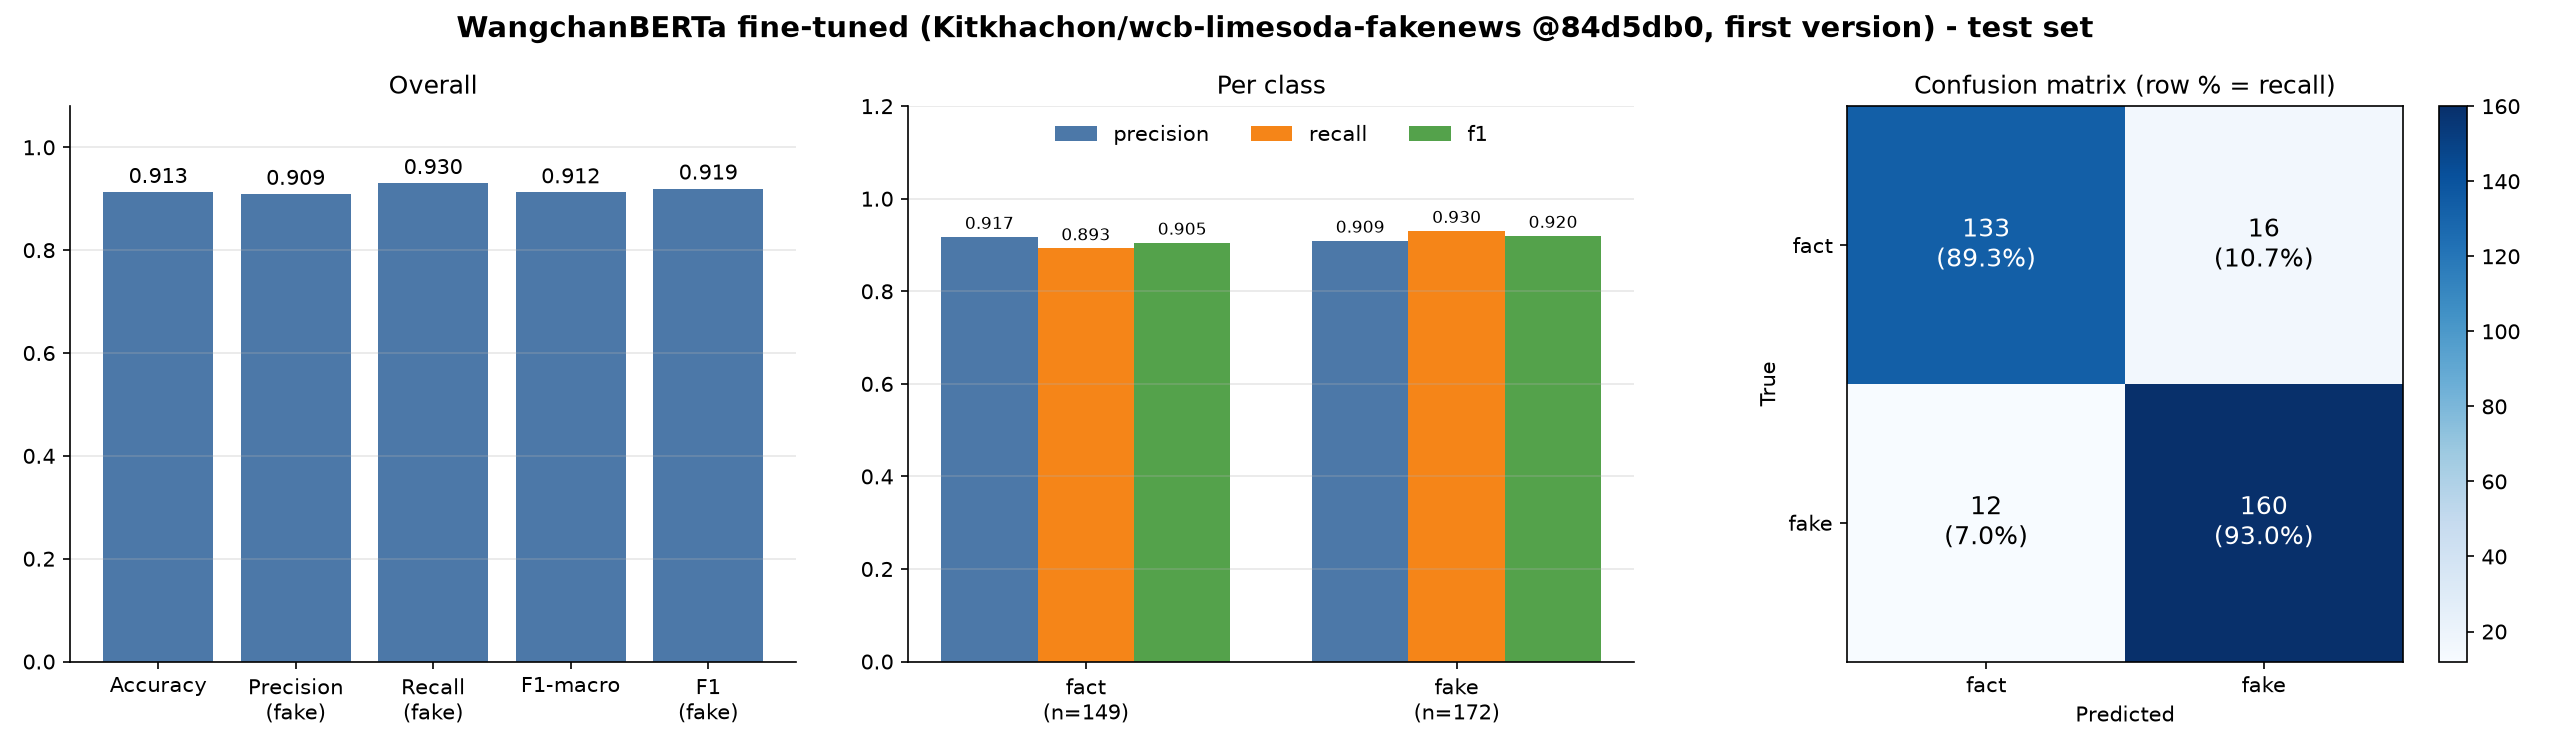 WangchanBERTa fine-tuned (Kitkhachon/wcb-limesoda-fakenews @84d5db0, first version) - test set
Overall
1.0
0.8
0.6
0.4
0.2
0.0
0.913
0.909
0.930
0.912
0.919
Accuracy
Precision
(fake)
Recall
(fake)
F1-macro
F1
(fake)
Per class
1.2
1.0
0.8
0.6
0.4
0.2
0.0
precision
recall
f1
0.917
0.893
0.905
0.909
0.930
0.920
fact
(n=149)
fake
(n=172)
Confusion matrix (row % = recall)
True
fact
fake
133
(89.3%)
16
(10.7%)
12
(7.0%)
160
(93.0%)
fact
fake
Predicted
160
140
120
100
80
60
40
20